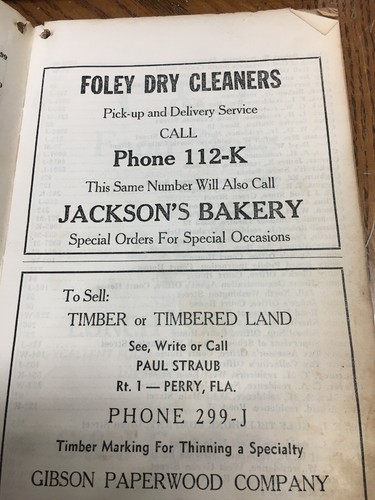 FOLEY DRY CLEANERS
Pick-up and Delivery Service
CALL
Phone 112-K
This Same Number Will Also Call
JACKSON'S BAKERY
Special Orders For Special Occasions
To Sell:
TIMBER or TIMBERED LAND
See, Write or Call
PAUL STRAUB
Rt. 1 — PERRY, FLA.
PHONE 299-J
Timber Marking For Thinning a Specialty
GIBSON PAPERWOOD COMPANY